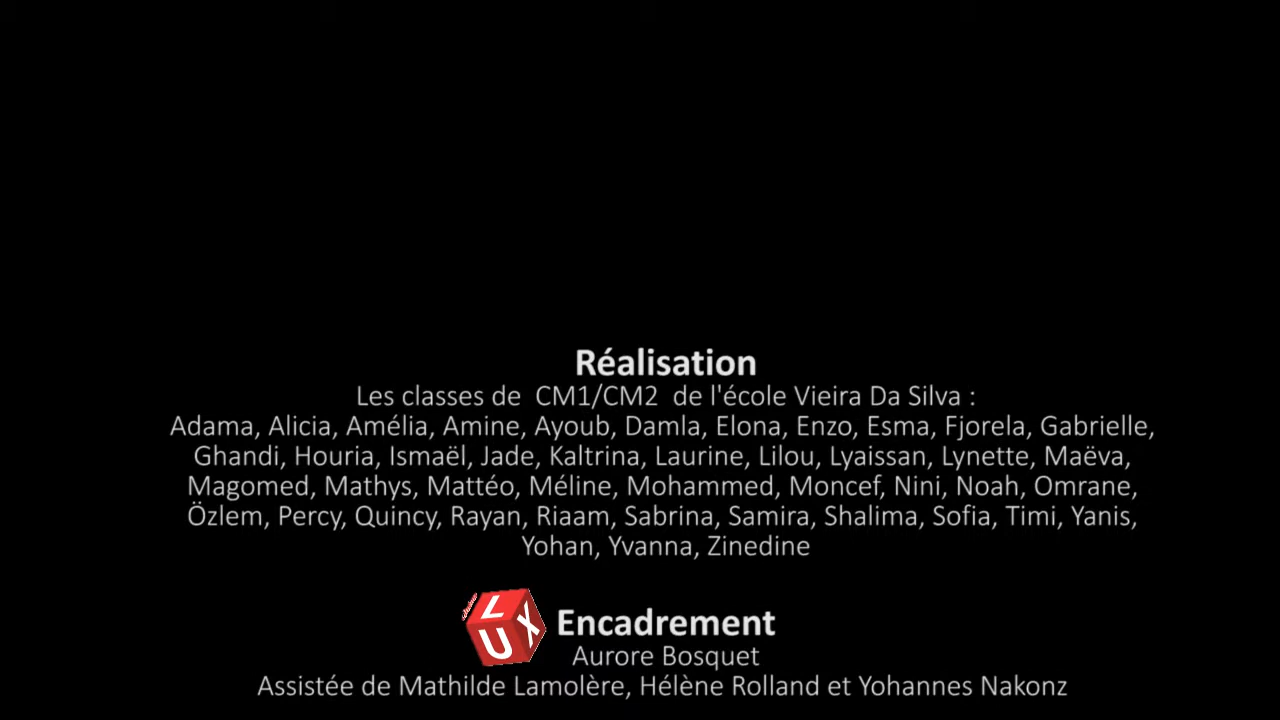 Réalisation
Les classes de CM1/CM2 de l'école Vieira Da Silva :
Adama, Alicia, Amélia, Amine, Ayoub, Damla, Elona, Enzo, Esma, Fjorela, Gabrielle,
Ghandi, Houria, Ismaël, Jade, Kaltrina, Laurine, Lilou, Lyaissan, Lynette, Maëva,
Magomed, Mathys, Mattéo, Méline, Mohammed, Moncef, Nini, Noah, Omrane,
Özlem, Percy, Quincy, Rayan, Riaam, Sabrina, Samira, Shalima, Sofia, Timi, Yanis,
Yohan, Yvanna, Zinedine
LUX
Encadrement
Aurore Bosquet
Assistée de Mathilde Lamolère, Hélène Rolland et Yohannes Nakonz